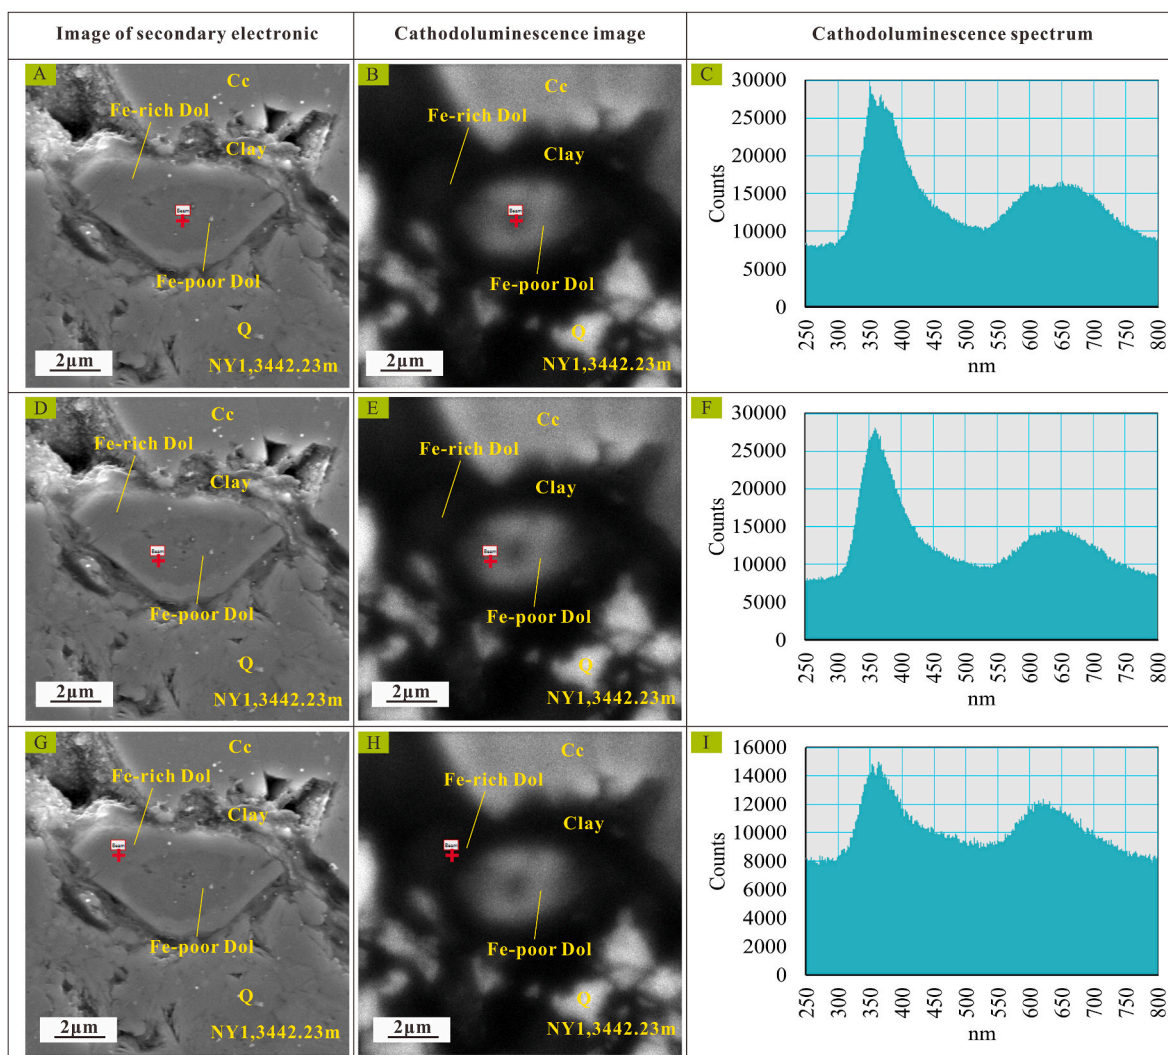 Image of secondary electronic
Cathodoluminescence image
Cathodoluminescence spectrum
A
Cc
Fe-rich Dol
Clay
Beam
Fe-poor Dol
Q
NY1,3442.23m
2μm
B
Cc
Fe-rich Dol
Clay
Beam
Fe-poor Dol
Q
NY1,3442.23m
2μm
C
30000
25000
20000
15000
10000
5000
0
Counts
250 300 350 400 450 500 550 600 650 700 750 800
nm
D
Cc
Fe-rich Dol
Clay
Beam
Fe-poor Dol
Q
NY1,3442.23m
2μm
E
Cc
Fe-rich Dol
Clay
Beam
Fe-poor Dol
Q
NY1,3442.23m
2μm
F
30000
25000
20000
15000
10000
5000
0
Counts
250 300 350 400 450 500 550 600 650 700 750 800
nm
G
Cc
Fe-rich Dol
Clay
Beam
Fe-poor Dol
Q
NY1,3442.23m
2μm
H
Cc
Fe-rich Dol
Clay
Beam
Fe-poor Dol
Q
NY1,3442.23m
2μm
I
16000
14000
12000
10000
8000
6000
4000
2000
0
Counts
250 300 350 400 450 500 550 600 650 700 750 800
nm